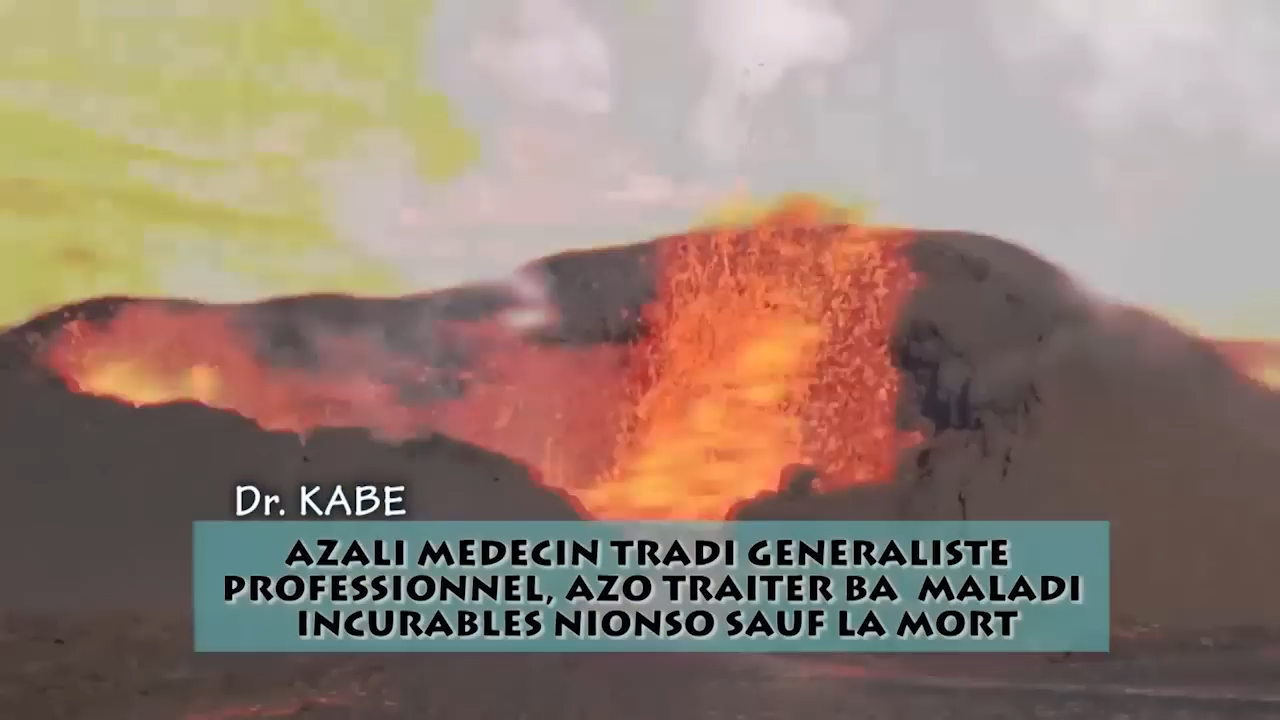 Dr. KABE
AZALI MEDECIN TRADI GENERALISTE
PROFESSIONNEL, AZO TRAITER BA MALADI
INCURABLES NIONSO SAUF LA MORT